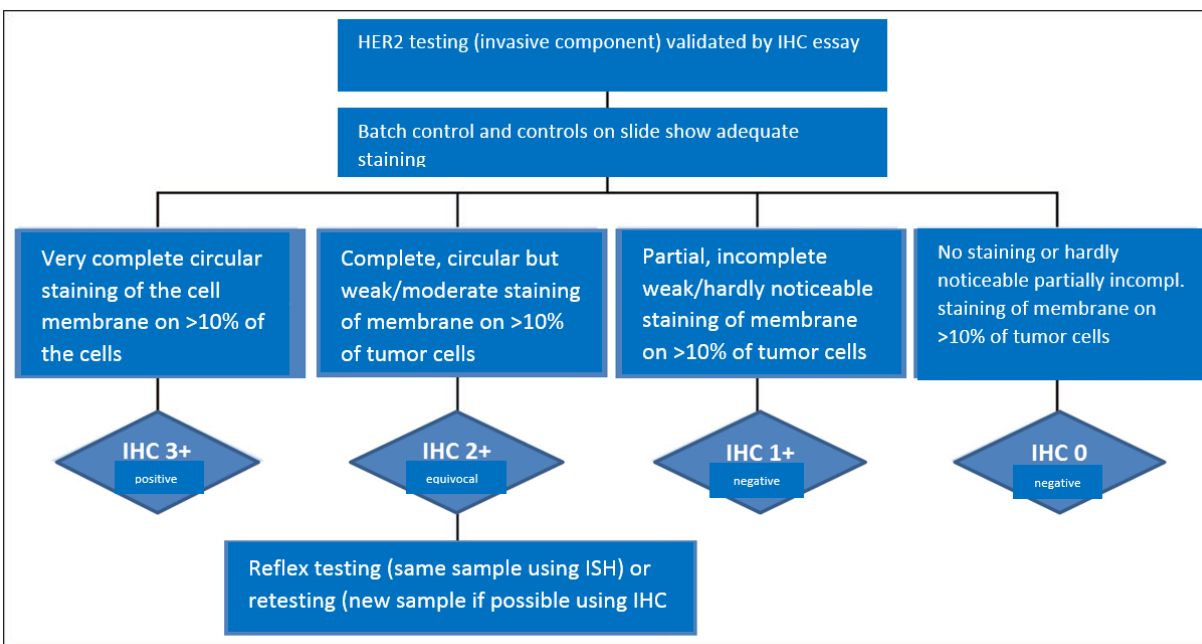 HER2 testing (invasive component) validated by IHC essay
Batch control and controls on slide show adequate
staining
Very complete circular
staining of the cell
membrane on >10% of
the cells
Complete, circular but
weak/moderate staining
of membrane on >10%
of tumor cells
Partial, incomplete
weak/hardly noticeable
staining of membrane
on >10% of tumor cells
No staining or hardly
noticeable partially incompl.
staining of membrane on
>10% of tumor cells
IHC 3+
positive
IHC 2+
equivocal
IHC 1+
negative
IHC 0
negative
Reflex testing (same sample using ISH) or
retesting (new sample if possible using IHC